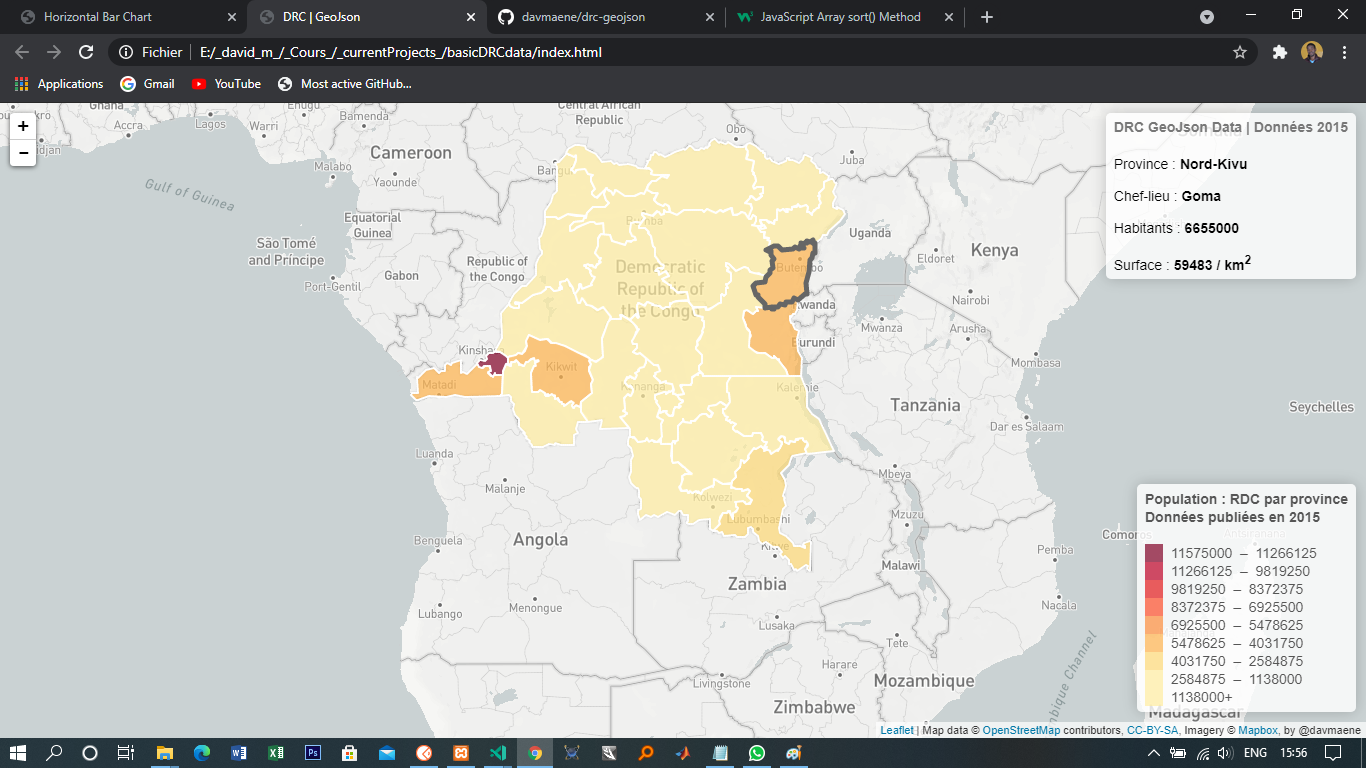 Horizontal Bar Chart
DRC | GeoJson
davmaene/drc-geojson
JavaScript Array sort() Method
Fichier
E:/_david_m_/_Cours_/_currentProjects_/basicDRCdata/index.html
Applications
Gmail
YouTube
Most active GitHub...
+
−
Ghana
Accra
Lagos
Warri
Enugu
Bamenda
Central African
Republic
Cameroon
Yaounde
Malabo
Gulf of Guinea
Equatorial
Guinea
São Tomé
and Príncipe
Port-Gentil
Gabon
Republic of
the Congo
Obo
Juba
Bumba
Democratic
Republic of
the Congo
Butembo
Uganda
Eldoret
Kenya
Nairobi
Rwanda
Burundi
Mwanza
Arusha
Mombasa
Kinsha
Matadi
Kikwit
Kananga
Kalemie
Tanzania
Dar es Salaam
Seychelles
Luanda
Malanje
Kolwezi
Lubumbashi
Kitwe
Mbeya
Mzuzu
Comoros
Antsiranana
Benguela
Angola
Zambia
Malawi
Pemba
Lubango
Menongue
Lusaka
Nacala
Tete
Harare
Livingstone
Mozambique
Zimbabwe
Mozambique Channel
Madagascar
DRC GeoJson Data | Données 2015
Province : Nord-Kivu
Chef-lieu : Goma
Habitants : 6655000
Surface : 59483 / km2
Population : RDC par province
Données publiées en 2015
11575000 – 11266125
11266125 – 9819250
9819250 – 8372375
8372375 – 6925500
6925500 – 5478625
5478625 – 4031750
4031750 – 2584875
2584875 – 1138000
1138000+
Leaflet | Map data © OpenStreetMap contributors, CC-BY-SA, Imagery © Mapbox, by @davmaene
ENG
15:56